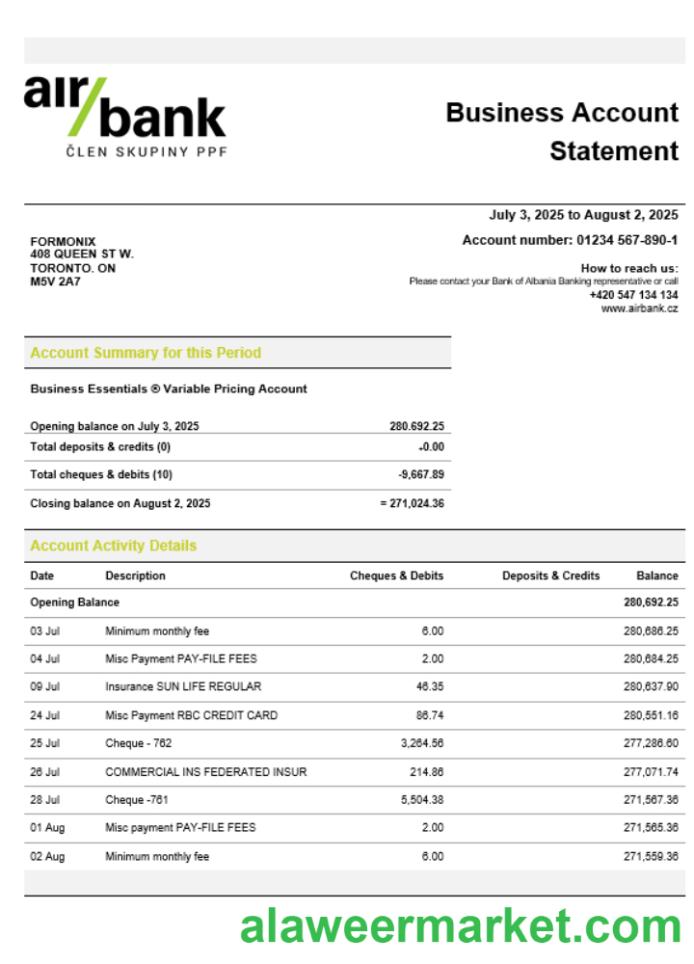 air bank
ČLEN SKUPINY PPF
Business Account
Statement
July 3, 2025 to August 2, 2025
Account number: 01234 567-890-1
FORMONIX
408 QUEEN ST W.
TORONTO. ON
M5V 2A7
How to reach us:
Please contact your Bank of Albania Banking representative or call
+420 547 134 134
www.airbank.cz
Account Summary for this Period
Business Essentials ® Variable Pricing Account
Opening balance on July 3, 2025 280.692.25
Total deposits & credits (0) -0.00
Total cheques & debits (10) -9,667.89
Closing balance on August 2, 2025 = 271,024.36
Account Activity Details
Date Description Cheques & Debits Deposits & Credits Balance
Opening Balance 280,692.25
03 Jul Minimum monthly fee 6.00 280,686.25
04 Jul Misc Payment PAY-FILE FEES 2.00 280,684.25
09 Jul Insurance SUN LIFE REGULAR 46.35 280,637.90
24 Jul Misc Payment RBC CREDIT CARD 86.74 280,551.16
25 Jul Cheque - 762 3,264.56 277,286.60
26 Jul COMMERCIAL INS FEDERATED INSUR 214.86 277,071.74
28 Jul Cheque -761 5,504.38 271,567.36
01 Aug Misc payment PAY-FILE FEES 2.00 271,565.36
02 Aug Minimum monthly fee 6.00 271,559.36
alaweermarket.com